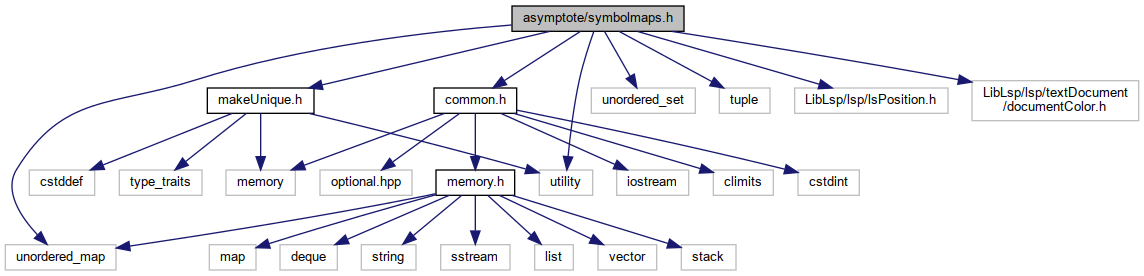 asymptote/symbolmaps.h
makeUnique.h
common.h
unordered_set
tuple
LibLsp/lsp/lsPosition.h
LibLsp/lsp/textDocument
/documentColor.h
cstddef
type_traits
memory
optional.hpp
memory.h
utility
iostream
climits
cstdint
unordered_map
map
deque
string
sstream
list
vector
stack